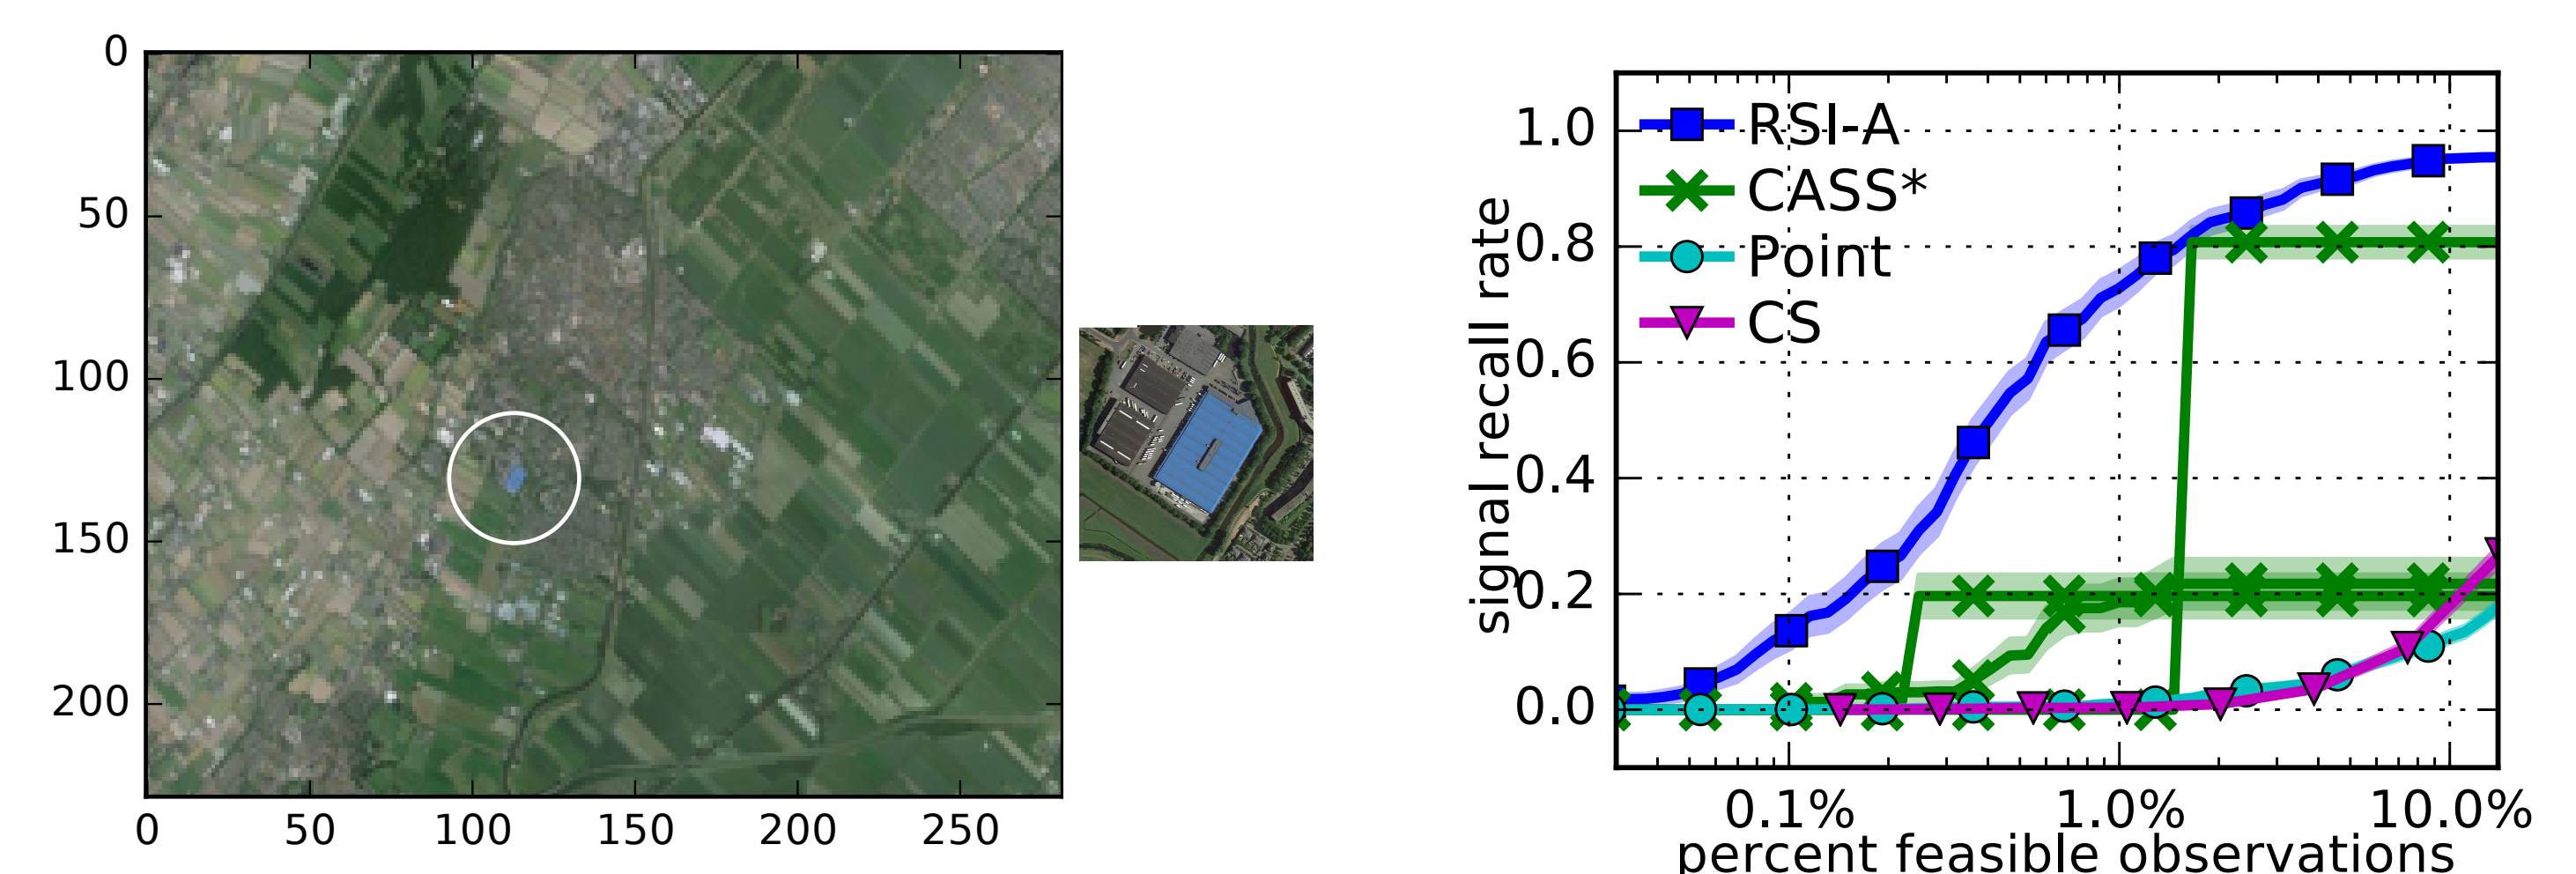 0
50
100
150
200
0 50 100 150 200 250
signal recall rate
1.0
0.8
0.6
0.4
0.2
0.0
RSI-A
CASS*
Point
CS
0.1% 1.0% 10.0%
percent feasible observations